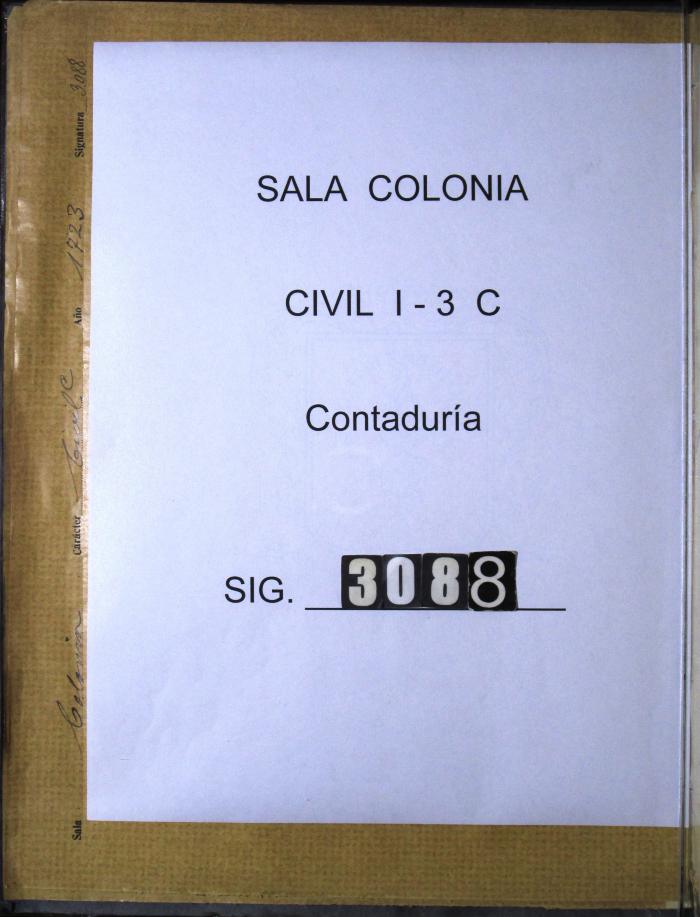 SALA COLONIA
CIVIL I - 3 C
Contaduría
SIG. 3088
Sala Colonia Carácter Civil C Año 1723 Signatura 3088